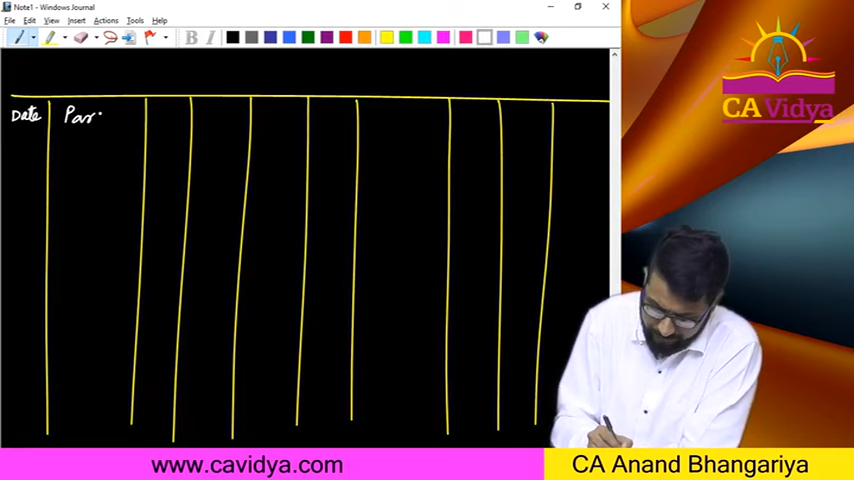 Note1 - Windows Journal
File Edit View Insert Actions Tools Help
B I
Date Par
CA Vidya
www.cavidya.com
CA Anand Bhangariya